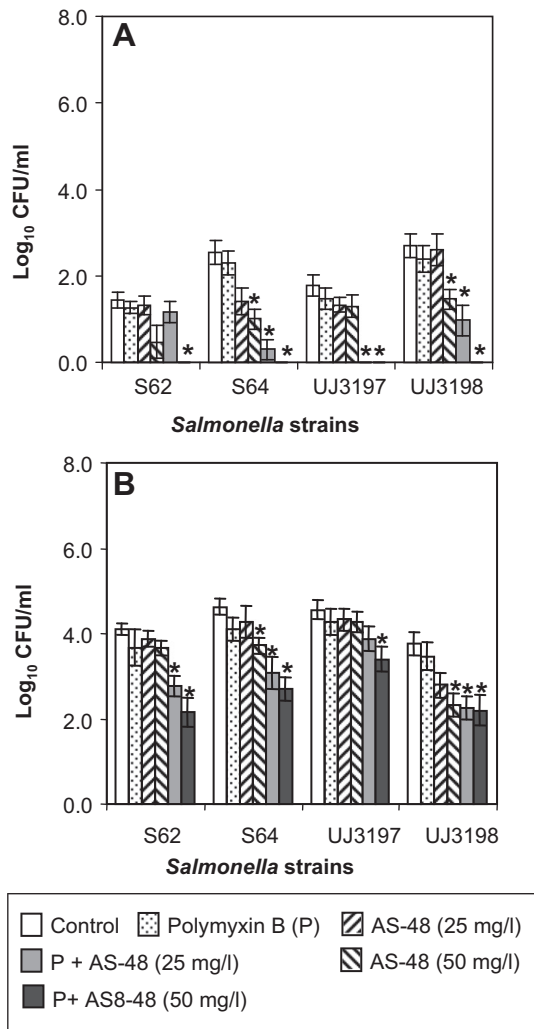 A
8.0
6.0
4.0
2.0
0.0
Log10 CFU/ml
* * * * * * * * *
S62 S64 UJ3197 UJ3198
Salmonella strains
B
8.0
6.0
4.0
2.0
0.0
Log10 CFU/ml
* * * * * * * * *
S62 S64 UJ3197 UJ3198
Salmonella strains
Control Polymyxin B (P) AS-48 (25 mg/l)
P + AS-48 (25 mg/l) AS-48 (50 mg/l)
P+ AS8-48 (50 mg/l)